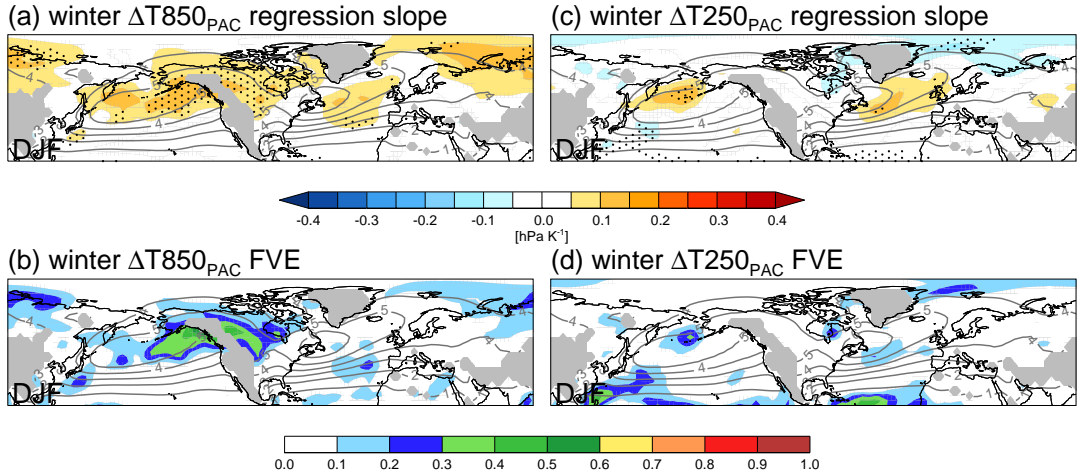 (a) winter ΔT850PAC regression slope
(c) winter ΔT250PAC regression slope
DJF
DJF
-0.4 -0.3 -0.2 -0.1 0.0 0.1 0.2 0.3 0.4
[hPa K-1]
(b) winter ΔT850PAC FVE
(d) winter ΔT250PAC FVE
DJF
DJF
0.0 0.1 0.2 0.3 0.4 0.5 0.6 0.7 0.8 0.9 1.0